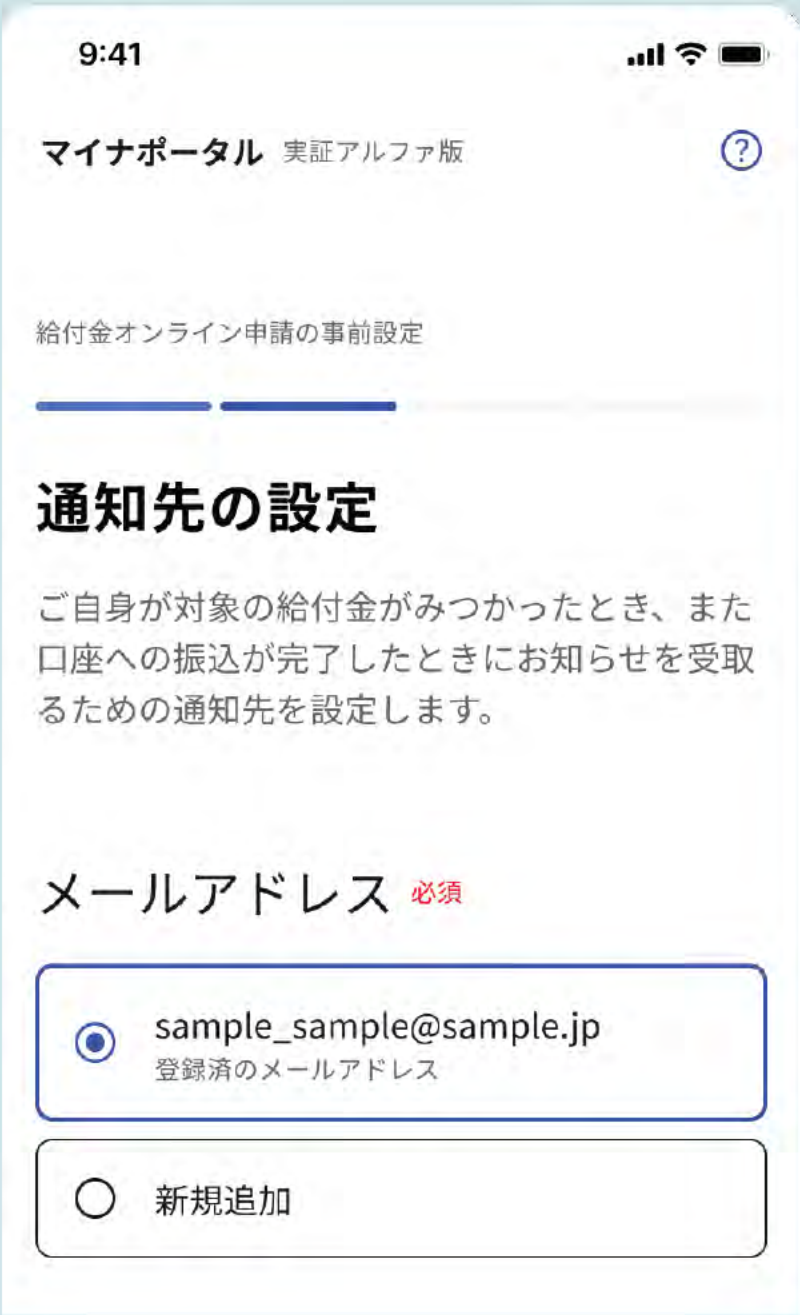 9:41
マイナポータル 実証アルファ版 ?
給付金オンライン申請の事前設定
通知先の設定
ご自身が対象の給付金がみつかったとき、また
口座への振込が完了したときにお知らせを受取
るための通知先を設定します。
メールアドレス 必須
sample_sample@sample.jp
登録済のメールアドレス
新規追加